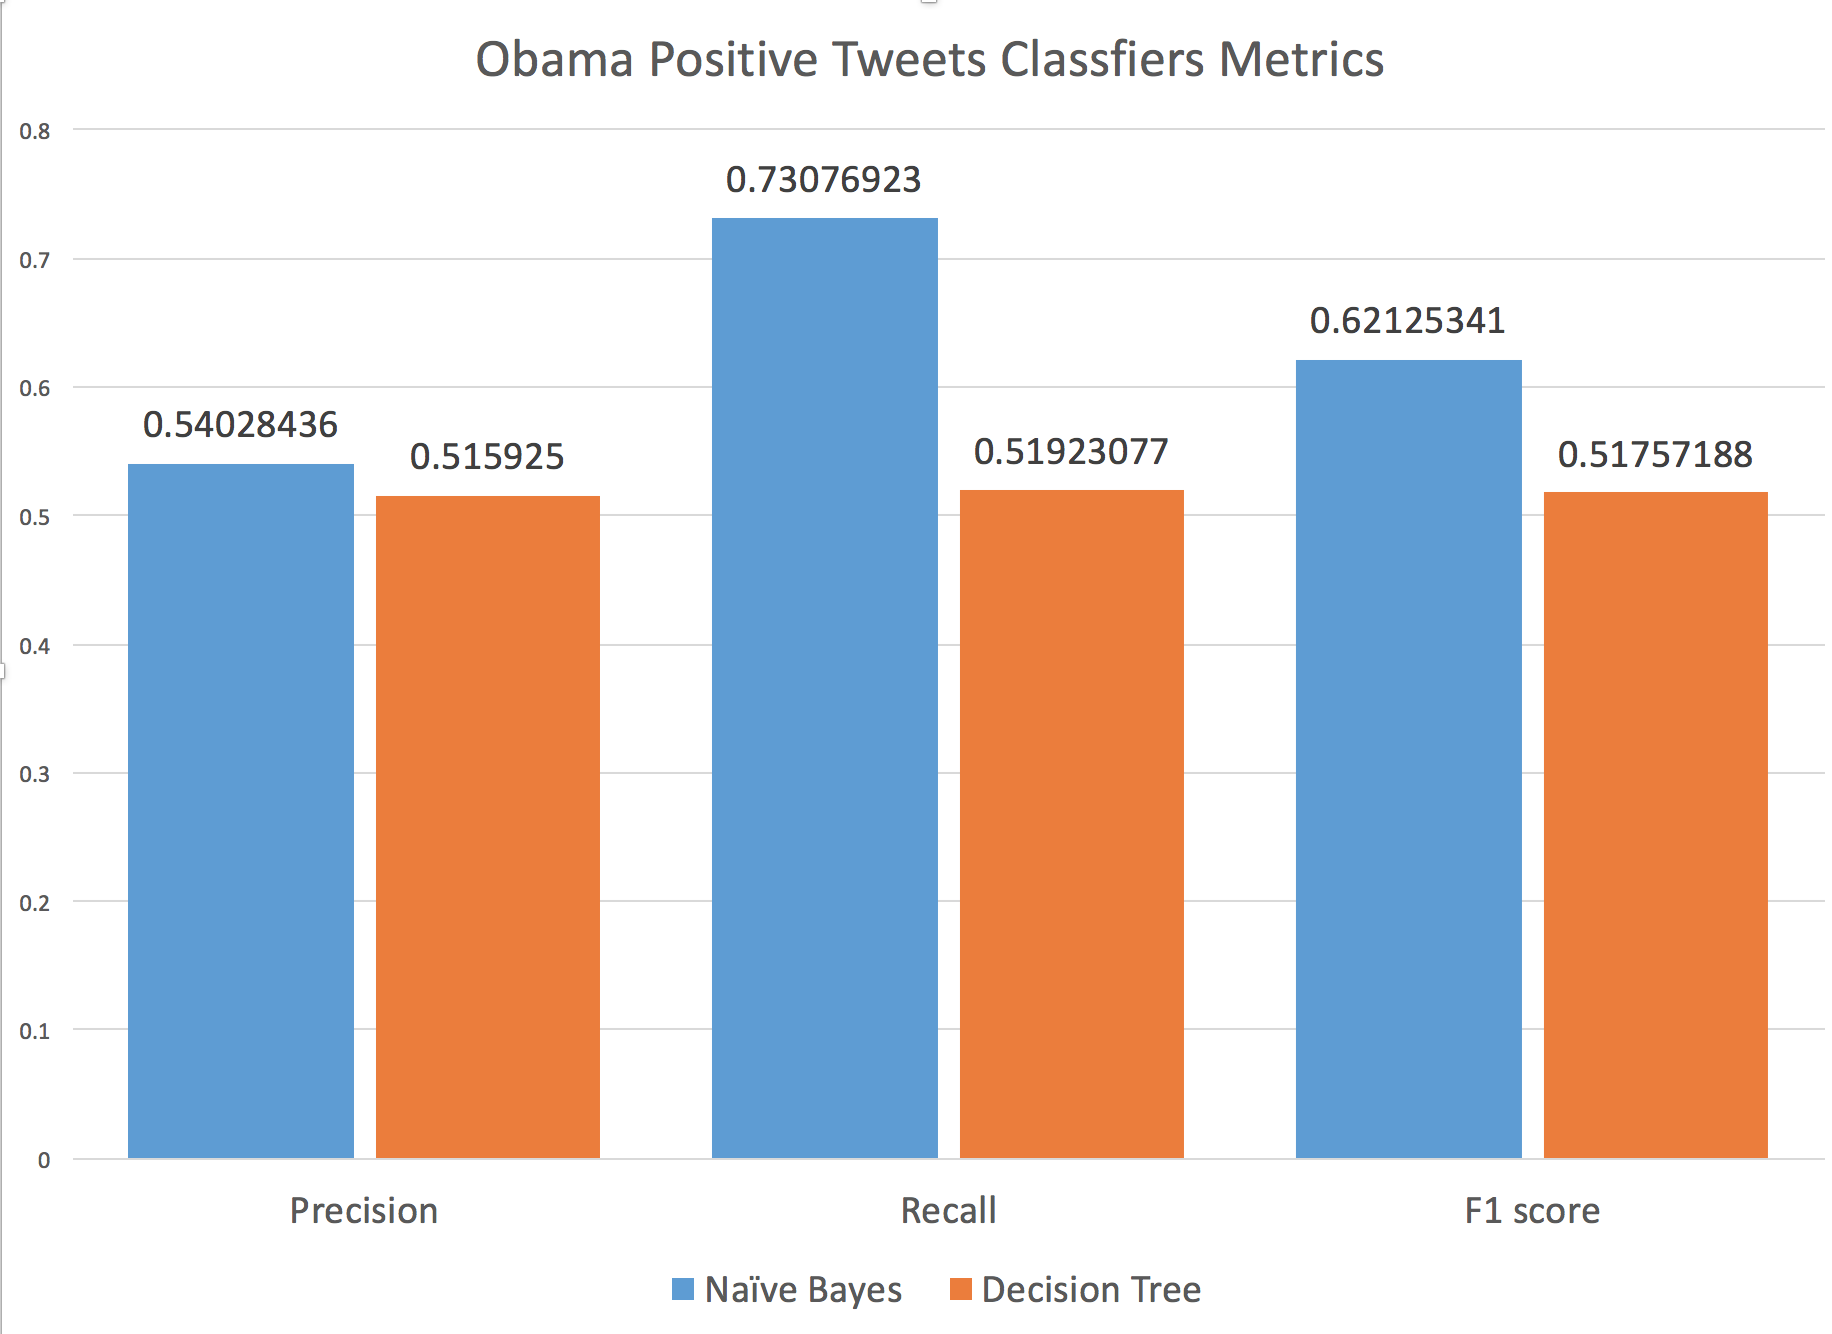 Obama Positive Tweets Classfiers Metrics
0.8
0.7
0.6
0.5
0.4
0.3
0.2
0.1
0
0.54028436
0.515925
0.73076923
0.51923077
0.62125341
0.51757188
Precision
Recall
F1 score
Naïve Bayes
Decision Tree